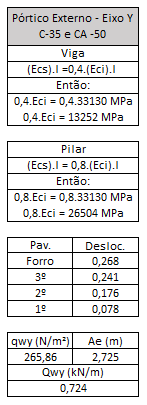 Pórtico Externo - Eixo Y
C-35 e CA -50
Viga
(Ecs).I =0,4.(Eci).I
Então:
0,4.Eci = 0,4.33130 MPa
0,4.Eci = 13252 MPa
Pilar
(Ecs).I = 0,8.(Eci).I
Então:
0,8.Eci = 0,8.33130 MPa
0,8.Eci = 26504 MPa
Pav. Desloc.
Forro 0,268
3º 0,241
2º 0,176
1º 0,078
qwy (N/m²) Ae (m)
265,86 2,725
Qwy (kN/m)
0,724